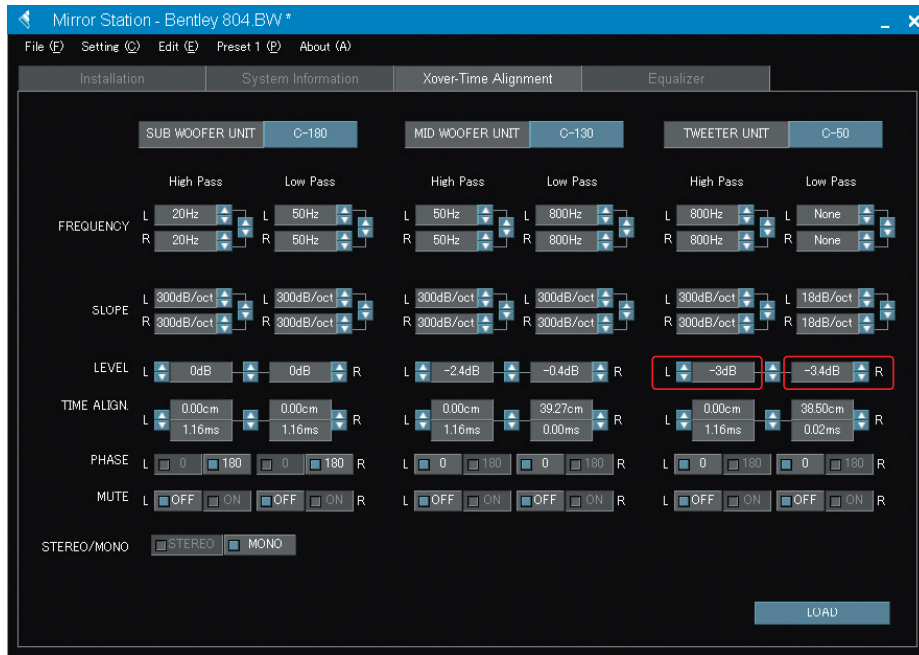 Mirror Station - Bentley 804.BW *
File (F) Setting (C) Edit (E) Preset 1 (P) About (A)
Installation System Information Xover-Time Alignment Equalizer
SUB WOOFER UNIT C-180 MID WOOFER UNIT C-130 TWEETER UNIT C-50
High Pass Low Pass High Pass Low Pass High Pass Low Pass
FREQUENCY
L 20Hz L 50Hz L 50Hz L 800Hz L 800Hz L None
R 20Hz R 50Hz R 50Hz R 800Hz R 800Hz R None
SLOPE
L 300dB/oct L 300dB/oct L 300dB/oct L 300dB/oct L 300dB/oct L 18dB/oct
R 300dB/oct R 300dB/oct R 300dB/oct R 300dB/oct R 300dB/oct R 18dB/oct
LEVEL L 0dB 0dB R L -2.4dB -0.4dB R L -3dB -3.4dB R
TIME ALIGN.
L 0.00cm 0.00cm R L 0.00cm 39.27cm R L 0.00cm 38.50cm R
1.16ms 1.16ms 1.16ms 0.00ms 1.16ms 0.02ms
PHASE L 0 180 0 180 R L 0 180 0 180 R L 0 180 0 180 R
MUTE L OFF ON OFF ON R L OFF ON OFF ON R L OFF ON OFF ON R
STEREO/MONO STEREO MONO
LOAD